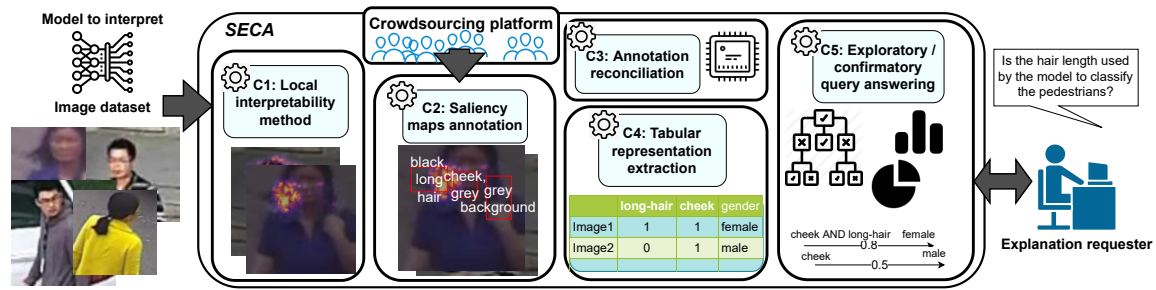 Model to interpret
Image dataset
SECA
C1: Local
interpretability
method
Crowdsourcing platform
C2: Saliency
maps annotation
black,
long
hair
cheek,
grey
grey
background
C3: Annotation
reconciliation
C4: Tabular
representation
extraction
long-hair cheek gender
Image1 1 1 female
Image2 0 1 male
C5: Exploratory /
confirmatory
query answering
cheek AND long-hair female
0.8
cheek male
0.5
Is the hair length used
by the model to classify
the pedestrians?
Explanation requester